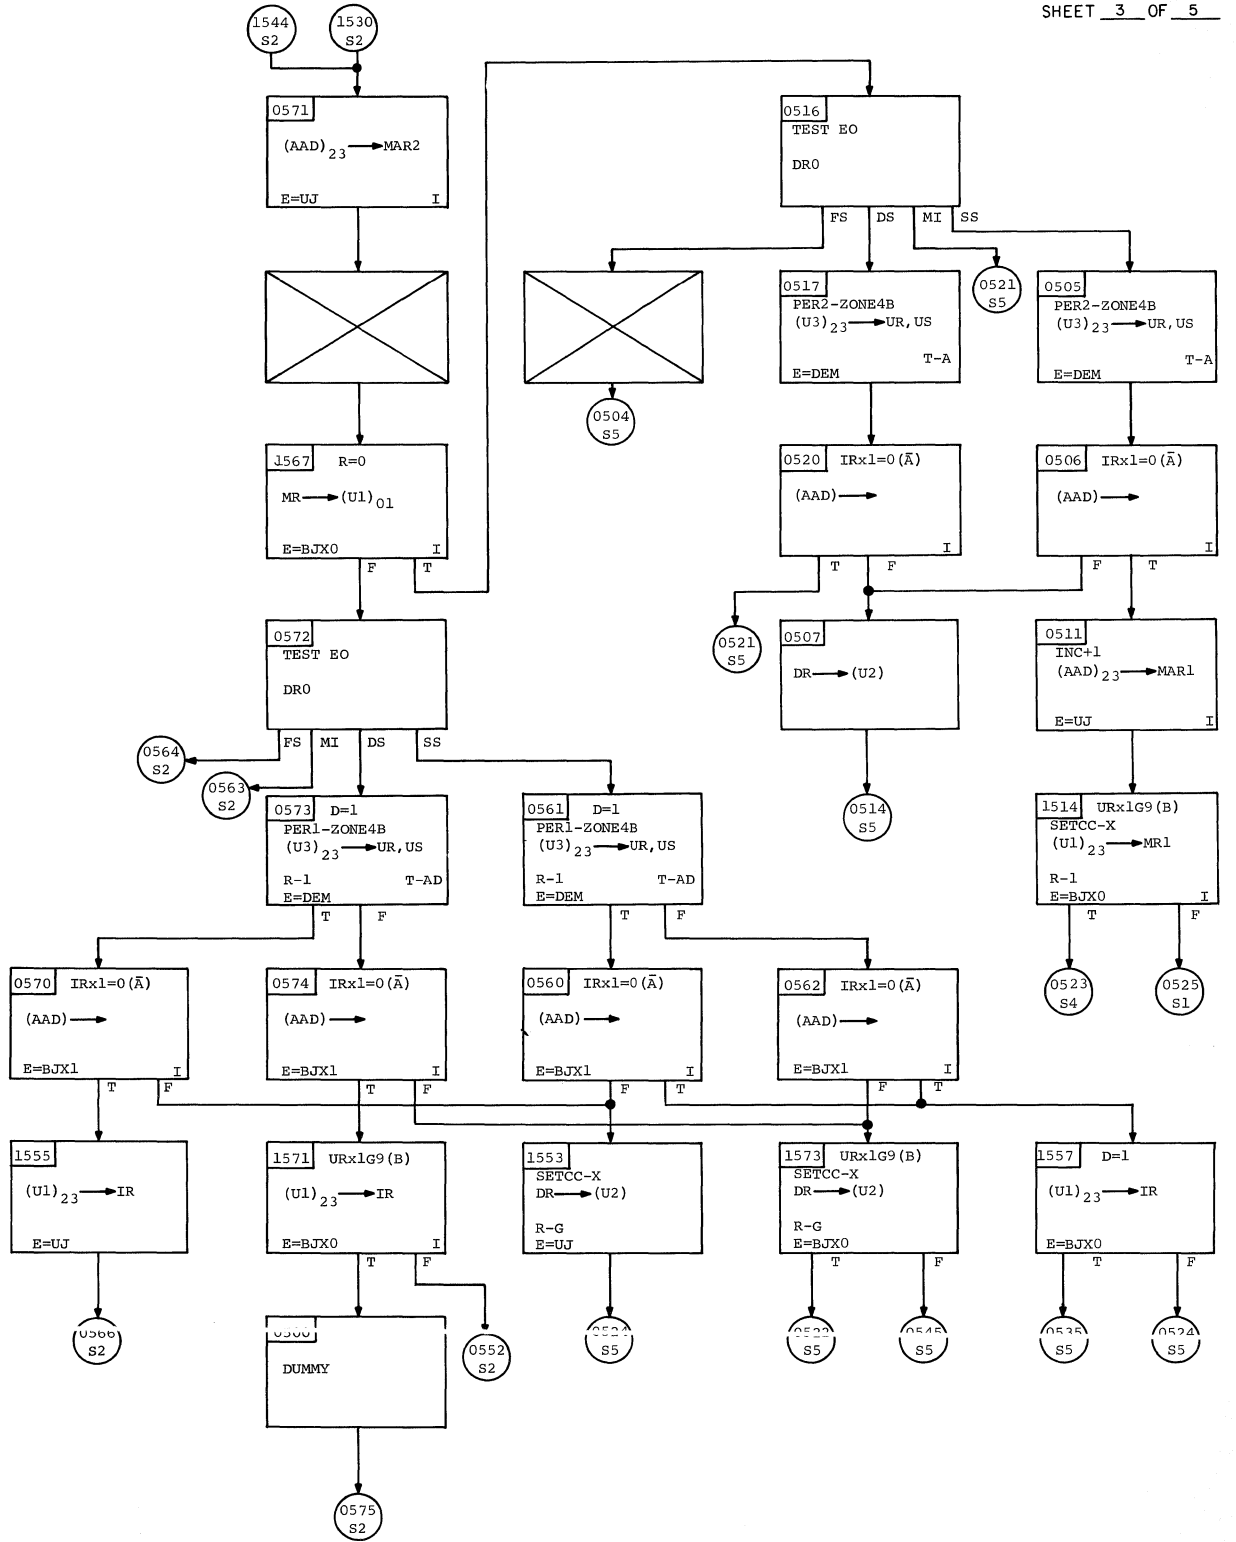 SHEET 3 OF 5
1544
S2
1530
S2
0571
(AAD)23 → MAR2
E=UJ I
0516
TEST EO
DR0
FS DS MI SS
0517
PER2-ZONE4B
(U3)23 → UR,US
T-A
E=DEM
0521
S5
0505
PER2-ZONE4B
(U3)23 → UR,US
T-A
E=DEM
0504
S5
1567 R=0
MR → (U1)01
E=BJX0 I
F T
0520 IRx1=0(Ā)
(AAD) →
I
T F
0506 IRx1=0(Ā)
(AAD) →
I
F T
0521
S5
0572
TEST EO
DR0
FS MI DS SS
0507
DR → (U2)
0511
INC+1
(AAD)23 → MAR1
E=UJ I
0564
S2
0563
S2
0573 D=1
PER1-ZONE4B
(U3)23 → UR,US
R-1 T-AD
E=DEM
T F
0561 D=1
PER1-ZONE4B
(U3)23 → UR,US
R-1 T-AD
E=DEM
T F
0514
S5
1514 URx1G9(B)
SETCC-X
(U1)23 → MR1
R-1
E=BJX0 I
T F
0570 IRx1=0(Ā)
(AAD) →
E=BJX1 I
T F
0574 IRx1=0(Ā)
(AAD) →
E=BJX1 I
T F
0560 IRx1=0(Ā)
(AAD) →
E=BJX1 I
F T
0562 IRx1=0(Ā)
(AAD) →
E=BJX1 I
F T
0523
S4
0525
S1
1555
(U1)23 → IR
E=UJ
1571 URx1G9(B)
(U1)23 → IR
E=BJX0 I
T F
1553
SETCC-X
DR → (U2)
R-G
E=UJ
1573 URx1G9(B)
SETCC-X
DR → (U2)
R-G
E=BJX0
T F
1557 D=1
(U1)23 → IR
E=BJX0
T F
0566
S2
DUMMY
0552
S2
S5
S5
0545
S5
0535
S5
0524
S5
0575
S2